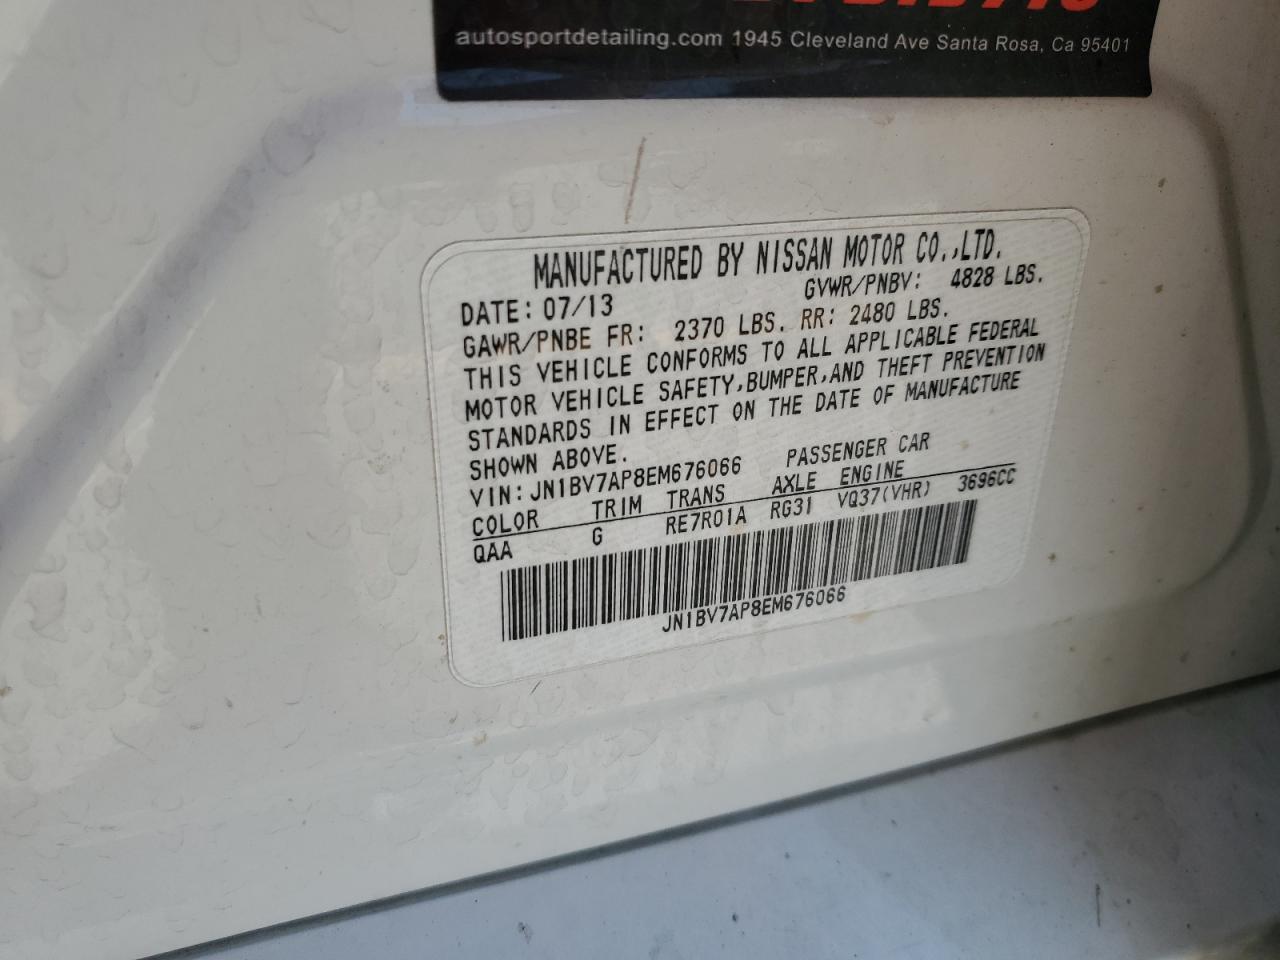 autosportdetailing.com 1945 Cleveland Ave Santa Rosa, Ca 95401
MANUFACTURED BY NISSAN MOTOR CO.,LTD.
DATE: 07/13 GVWR/PNBV: 4828 LBS.
GAWR/PNBE FR: 2370 LBS. RR: 2480 LBS.
THIS VEHICLE CONFORMS TO ALL APPLICABLE FEDERAL
MOTOR VEHICLE SAFETY,BUMPER,AND THEFT PREVENTION
STANDARDS IN EFFECT ON THE DATE OF MANUFACTURE
SHOWN ABOVE.
VIN: JN1BV7AP8EM676066 PASSENGER CAR
COLOR TRIM TRANS AXLE ENGINE
QAA G RE7R01A RG31 VQ37(VHR) 3696CC
JN1BV7AP8EM676066